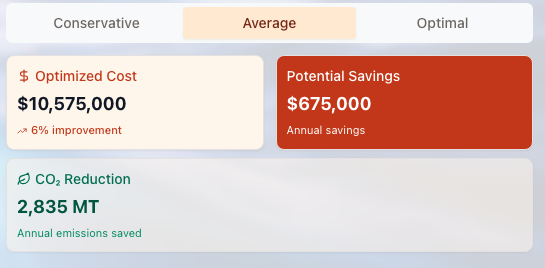 Conservative Average Optimal
$ Optimized Cost
$10,575,000
6% improvement
Potential Savings
$675,000
Annual savings
CO₂ Reduction
2,835 MT
Annual emissions saved